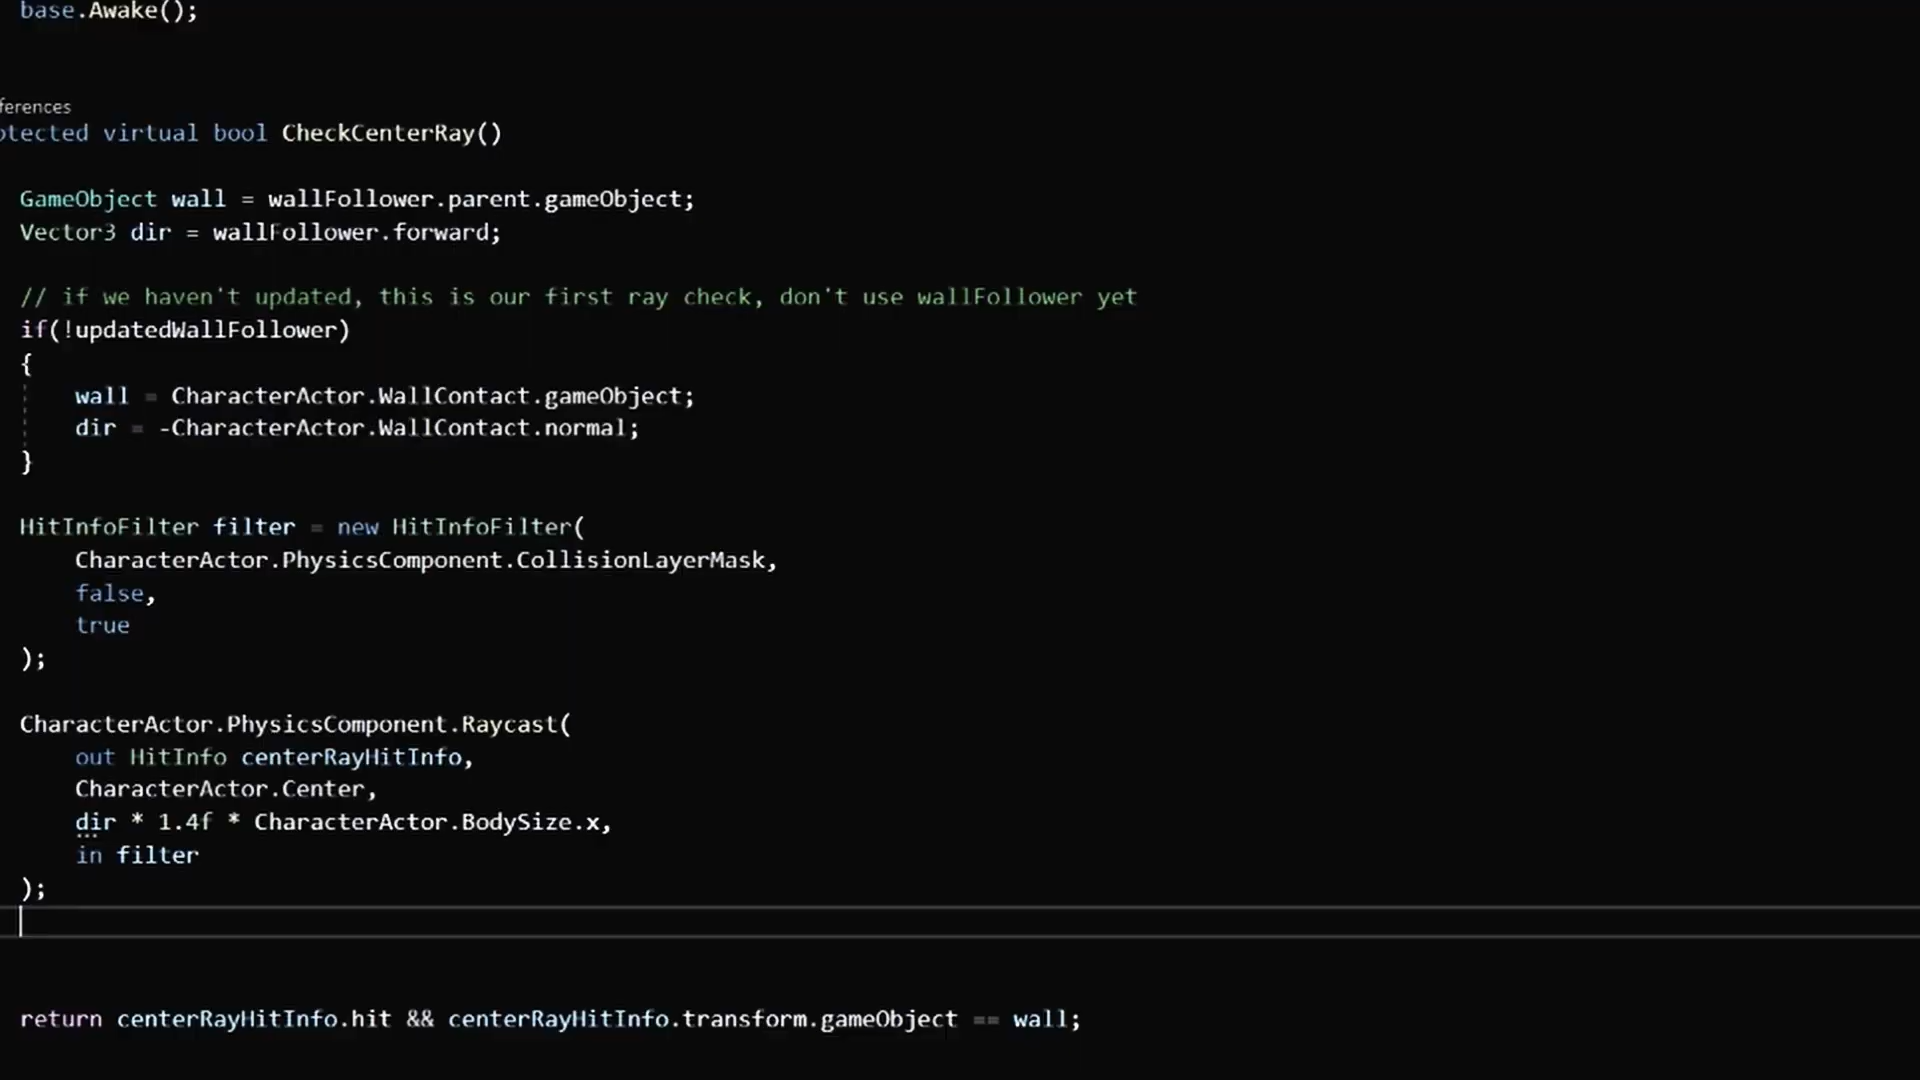 base.Awake();
ferences
otected virtual bool CheckCenterRay()
GameObject wall = wallFollower.parent.gameObject;
Vector3 dir = wallFollower.forward;
// if we haven't updated, this is our first ray check, don't use wallFollower yet
if(!updatedWallFollower)
{
wall = CharacterActor.WallContact.gameObject;
dir = -CharacterActor.WallContact.normal;
}
HitInfoFilter filter = new HitInfoFilter(
CharacterActor.PhysicsComponent.CollisionLayerMask,
false,
true
);
CharacterActor.PhysicsComponent.Raycast(
out HitInfo centerRayHitInfo,
CharacterActor.Center,
dir * 1.4f * CharacterActor.BodySize.x,
in filter
);
return centerRayHitInfo.hit && centerRayHitInfo.transform.gameObject == wall;